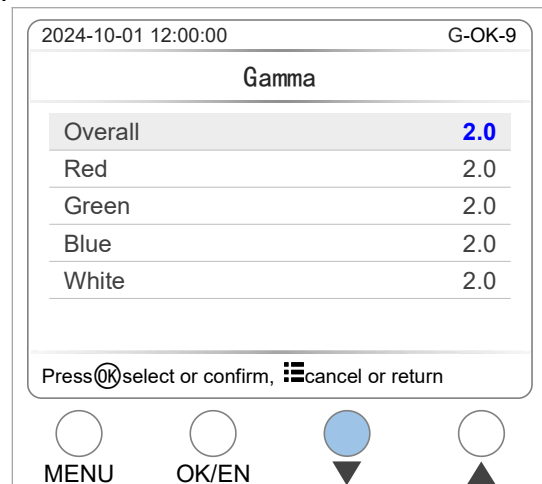 2024-10-01 12:00:00 G-OK-9
Gamma
Overall 2.0
Red 2.0
Green 2.0
Blue 2.0
White 2.0
Press OK select or confirm, cancel or return
MENU OK/EN ▼ ▲